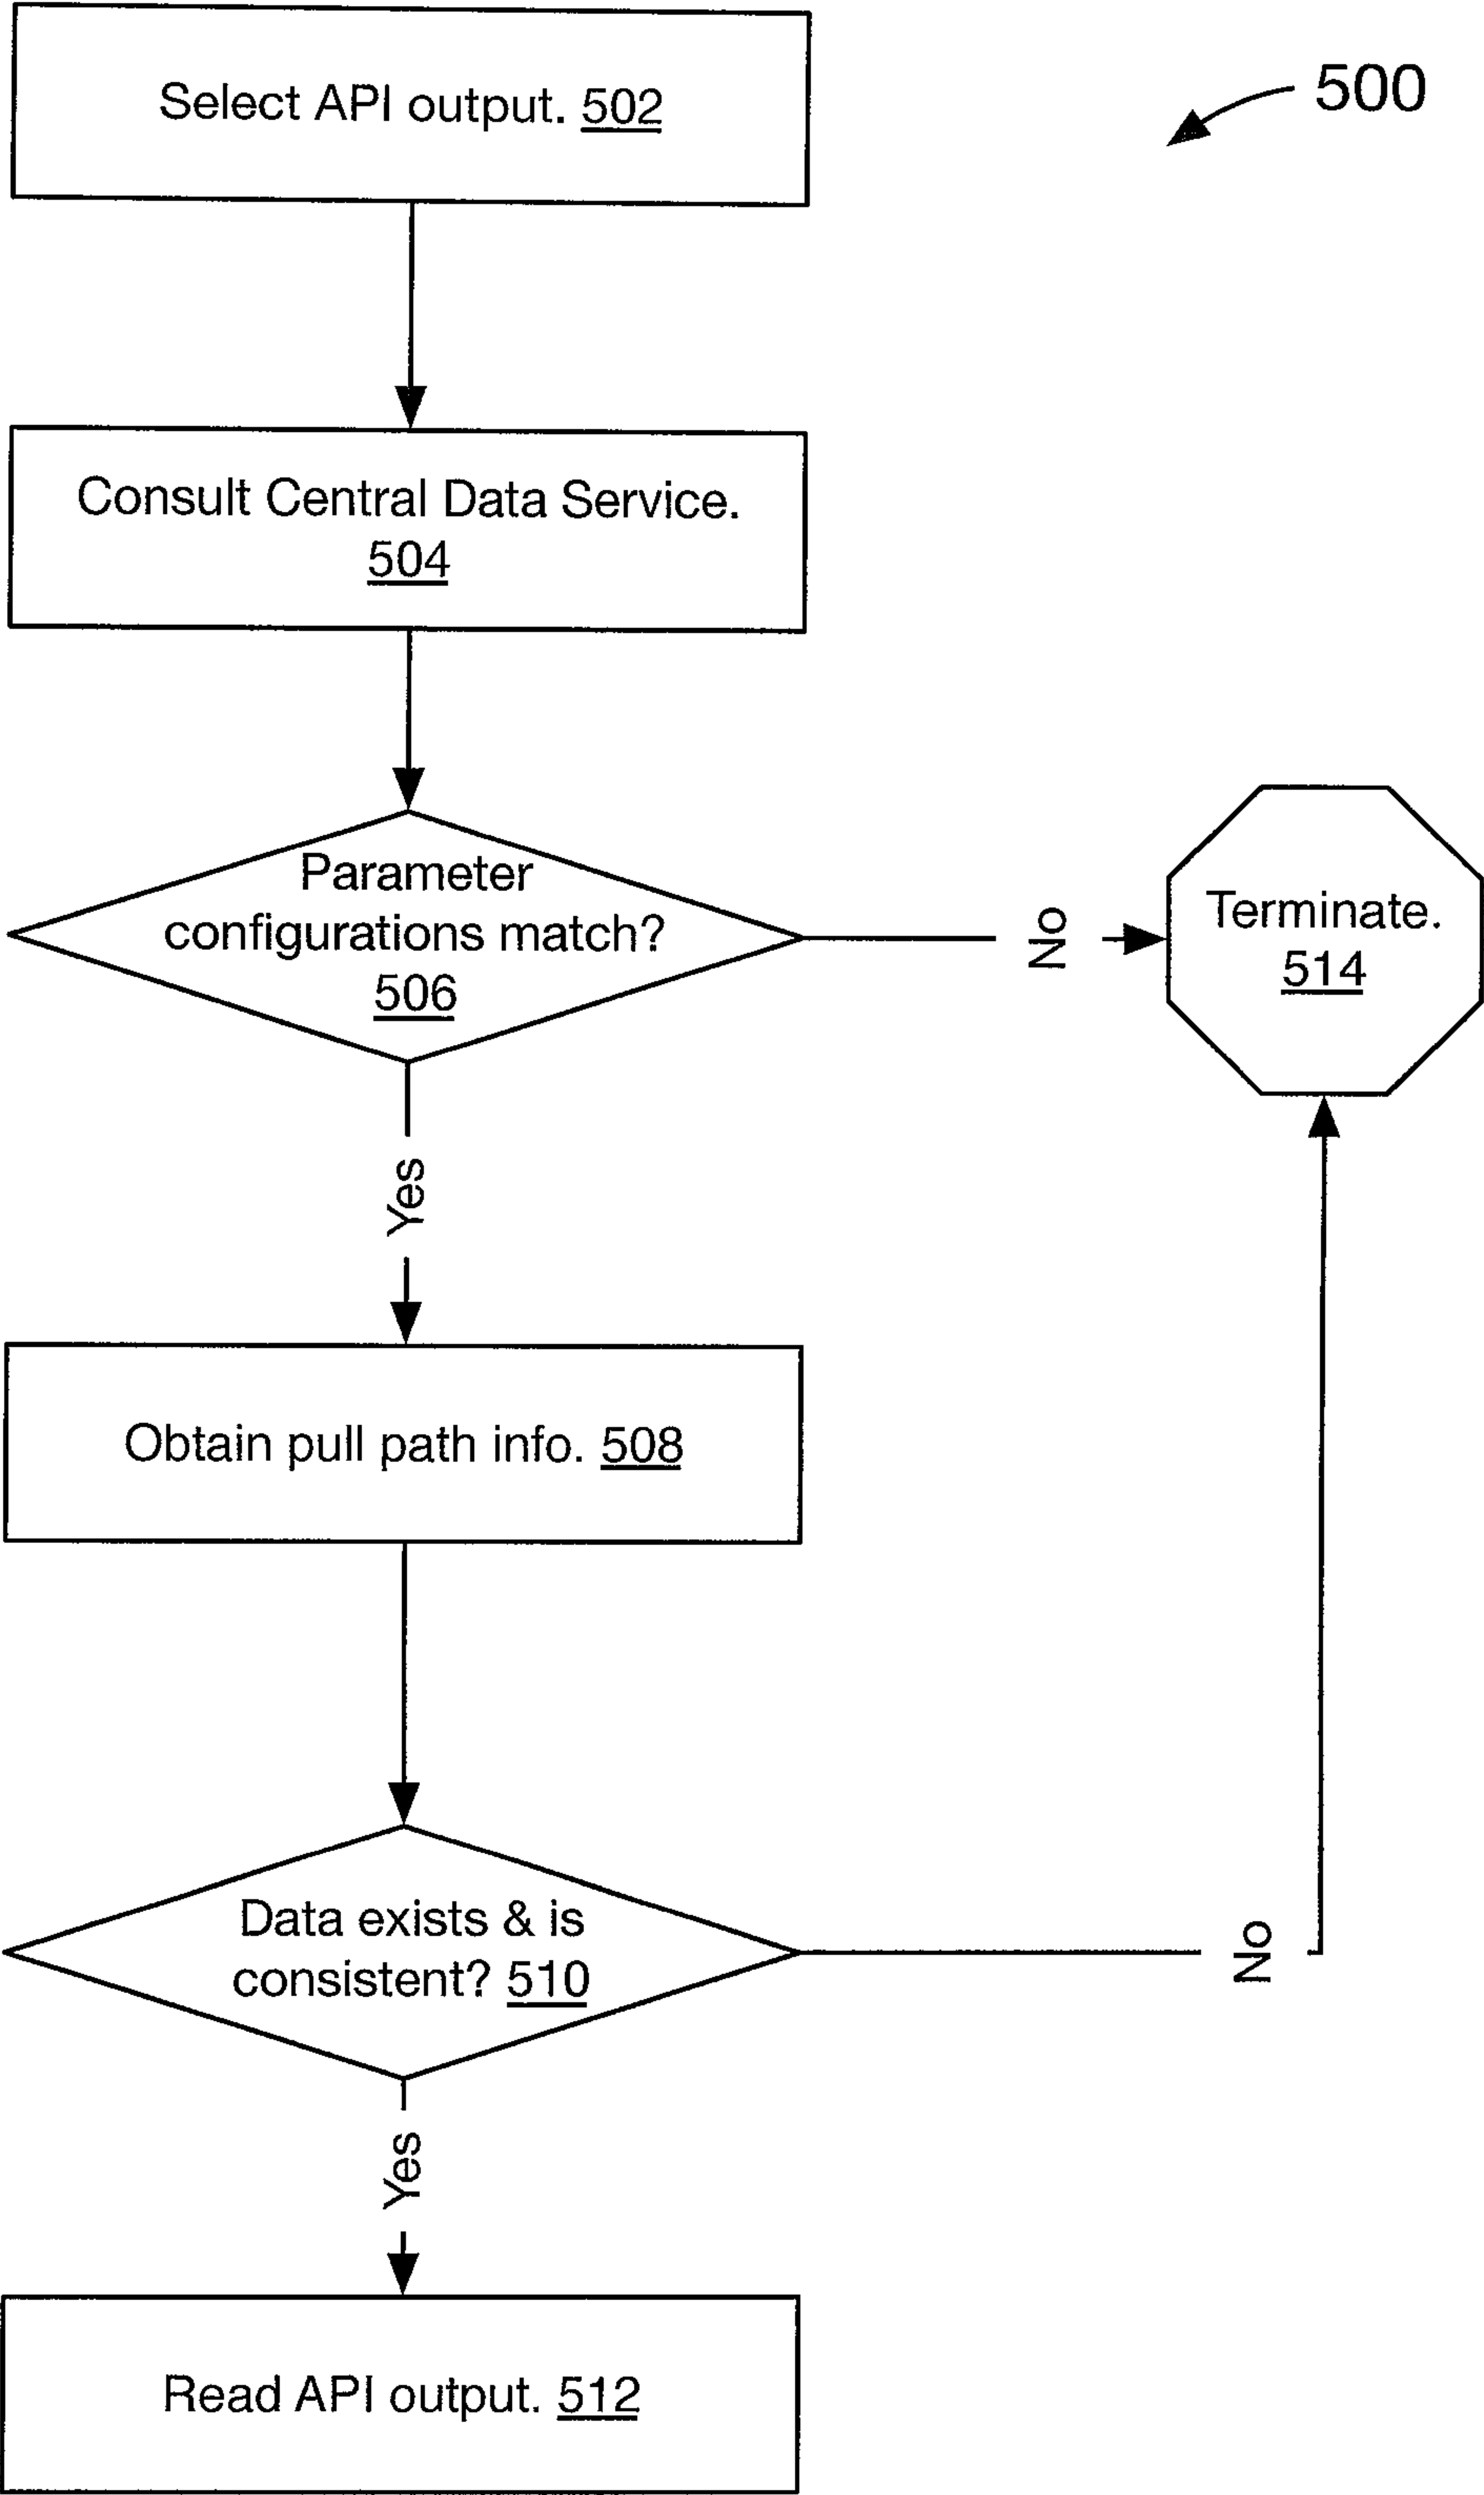 Select API output. 502
500
Consult Central Data Service.
504
Parameter
configurations match?
506
No
Terminate.
514
Yes
Obtain pull path info. 508
Data exists & is
consistent? 510
No
Yes
Read API output. 512